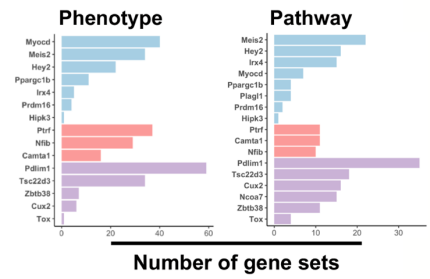 Phenotype
Myocd
Meis2
Hey2
Ppargc1b
Irx4
Prdm16
Hipk3
Ptrf
Nfib
Camta1
Pdlim1
Tsc22d3
Zbtb38
Cux2
Tox
0 20 40 60
Pathway
Meis2
Hey2
Irx4
Myocd
Ppargc1b
Plagl1
Prdm16
Hipk3
Ptrf
Camta1
Nfib
Pdlim1
Tsc22d3
Cux2
Ncoa7
Zbtb38
Tox
0 10 20 30
Number of gene sets